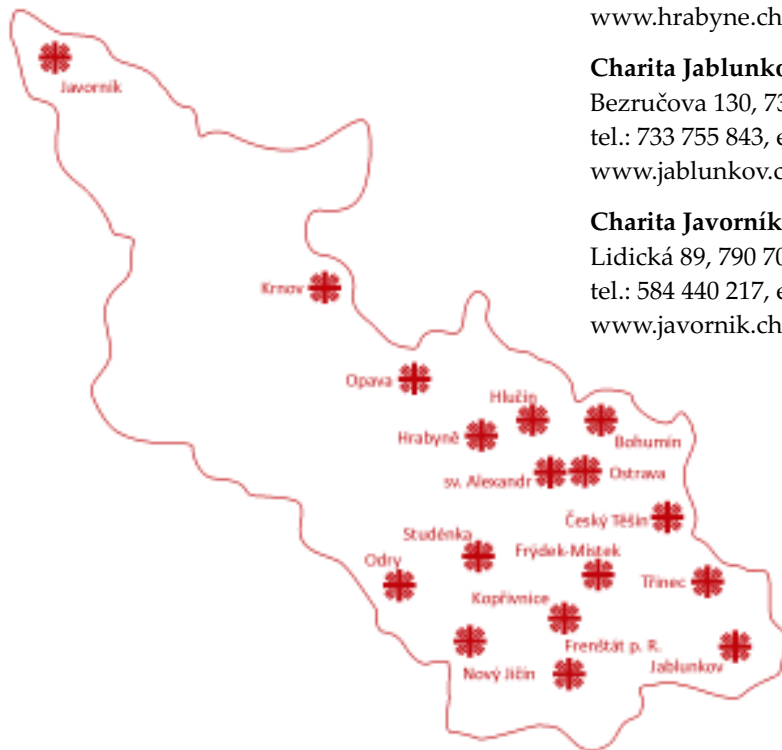 www.hrabyne.ch
Charita Jablunko
Bezručova 130, 73
tel.: 733 755 843, e
www.jablunkov.c
Charita Javorník
Lidická 89, 790 70
tel.: 584 440 217, e
www.javornik.ch
Javorník
Krnov
Opava
Hlučín
Hrabyně
Bohumín
sv. Alexandr
Ostrava
Český Těšín
Studénka
Frýdek-Místek
Odry
Třinec
Kopřivnice
Frenštát p. R.
Jablunkov
Nový Jičín